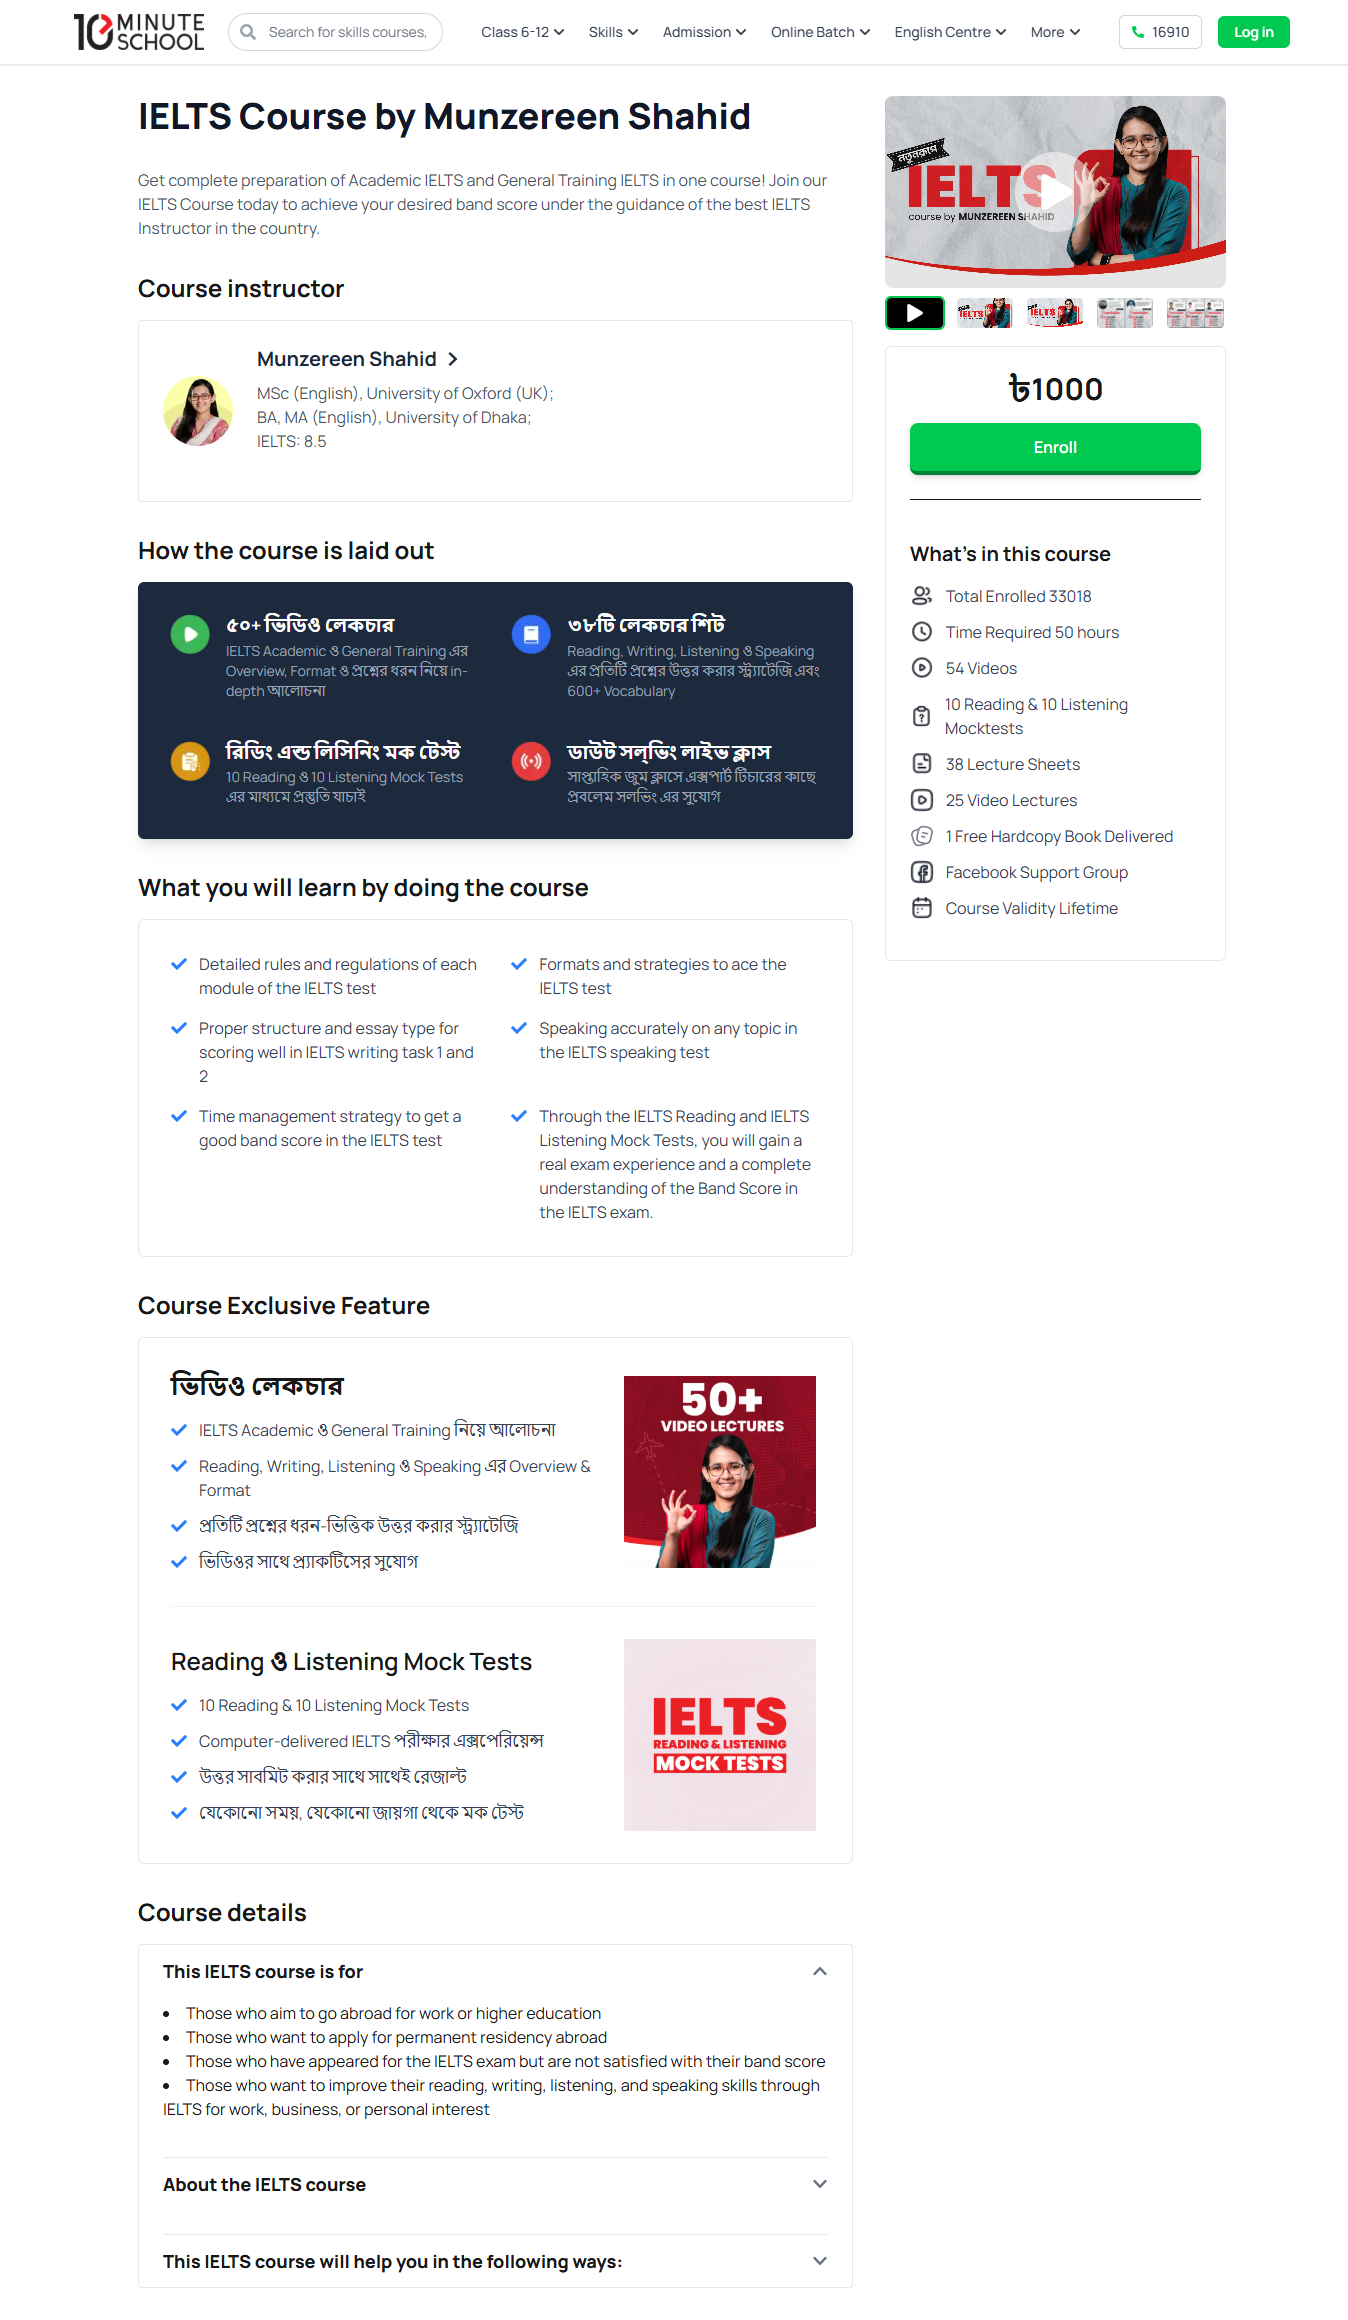 10 MINUTE SCHOOL
Search for skills courses,
Class 6-12
Skills
Admission
Online Batch
English Centre
More
16910
Log in
IELTS Course by Munzereen Shahid
Get complete preparation of Academic IELTS and General Training IELTS in one course! Join our
IELTS Course today to achieve your desired band score under the guidance of the best IELTS
Instructor in the country.
Course instructor
Munzereen Shahid
MSc (English), University of Oxford (UK);
BA, MA (English), University of Dhaka;
IELTS: 8.5
How the course is laid out
৫০+ ভিডিও লেকচার
IELTS Academic ও General Training এর
Overview, Format ও প্রশ্নের ধরন নিয়ে in-
depth আলোচনা
৩৮টি লেকচার শিট
Reading, Writing, Listening ও Speaking
এর প্রতিটি প্রশ্নের উত্তর করার স্ট্র্যাটেজি এবং
600+ Vocabulary
রিডিং এন্ড লিসিনিং মক টেস্ট
10 Reading ও 10 Listening Mock Tests
এর মাধ্যমে প্রস্তুতি যাচাই
ডাউট সল্ভিং লাইভ ক্লাস
সাপ্তাহিক জুম ক্লাসে এক্সপার্ট টিচারের কাছে
প্রবলেম সলভিং এর সুযোগ
What you will learn by doing the course
Detailed rules and regulations of each
module of the IELTS test
Formats and strategies to ace the
IELTS test
Proper structure and essay type for
scoring well in IELTS writing task 1 and
2
Speaking accurately on any topic in
the IELTS speaking test
Time management strategy to get a
good band score in the IELTS test
Through the IELTS Reading and IELTS
Listening Mock Tests, you will gain a
real exam experience and a complete
understanding of the Band Score in
the IELTS exam.
Course Exclusive Feature
ভিডিও লেকচার
IELTS Academic ও General Training নিয়ে আলোচনা
Reading, Writing, Listening ও Speaking এর Overview &
Format
প্রতিটি প্রশ্নের ধরন-ভিত্তিক উত্তর করার স্ট্র্যাটেজি
ভিডিওর সাথে প্র্যাকটিসের সুযোগ
50+
VIDEO LECTURES
Reading ও Listening Mock Tests
10 Reading & 10 Listening Mock Tests
Computer-delivered IELTS পরীক্ষার এক্সপেরিয়েন্স
উত্তর সাবমিট করার সাথে সাথেই রেজাল্ট
যেকোনো সময়, যেকোনো জায়গা থেকে মক টেস্ট
IELTS
READING & LISTENING
MOCK TESTS
Course details
This IELTS course is for
Those who aim to go abroad for work or higher education
Those who want to apply for permanent residency abroad
Those who have appeared for the IELTS exam but are not satisfied with their band score
Those who want to improve their reading, writing, listening, and speaking skills through
IELTS for work, business, or personal interest
About the IELTS course
This IELTS course will help you in the following ways:
নতুনরূপে
IELTS
course by MUNZEREEN SHAHID
৳1000
Enroll
What's in this course
Total Enrolled 33018
Time Required 50 hours
54 Videos
10 Reading & 10 Listening
Mocktests
38 Lecture Sheets
25 Video Lectures
1 Free Hardcopy Book Delivered
Facebook Support Group
Course Validity Lifetime